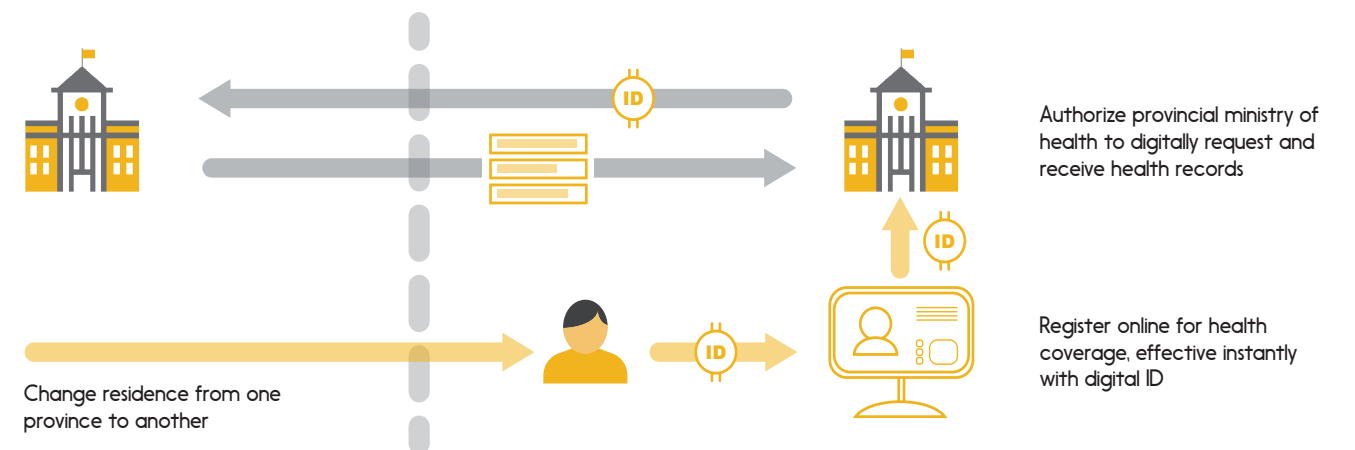 ID
Authorize provincial ministry of
health to digitally request and
receive health records
ID
ID
Register online for health
coverage, effective instantly
with digital ID
Change residence from one
province to another